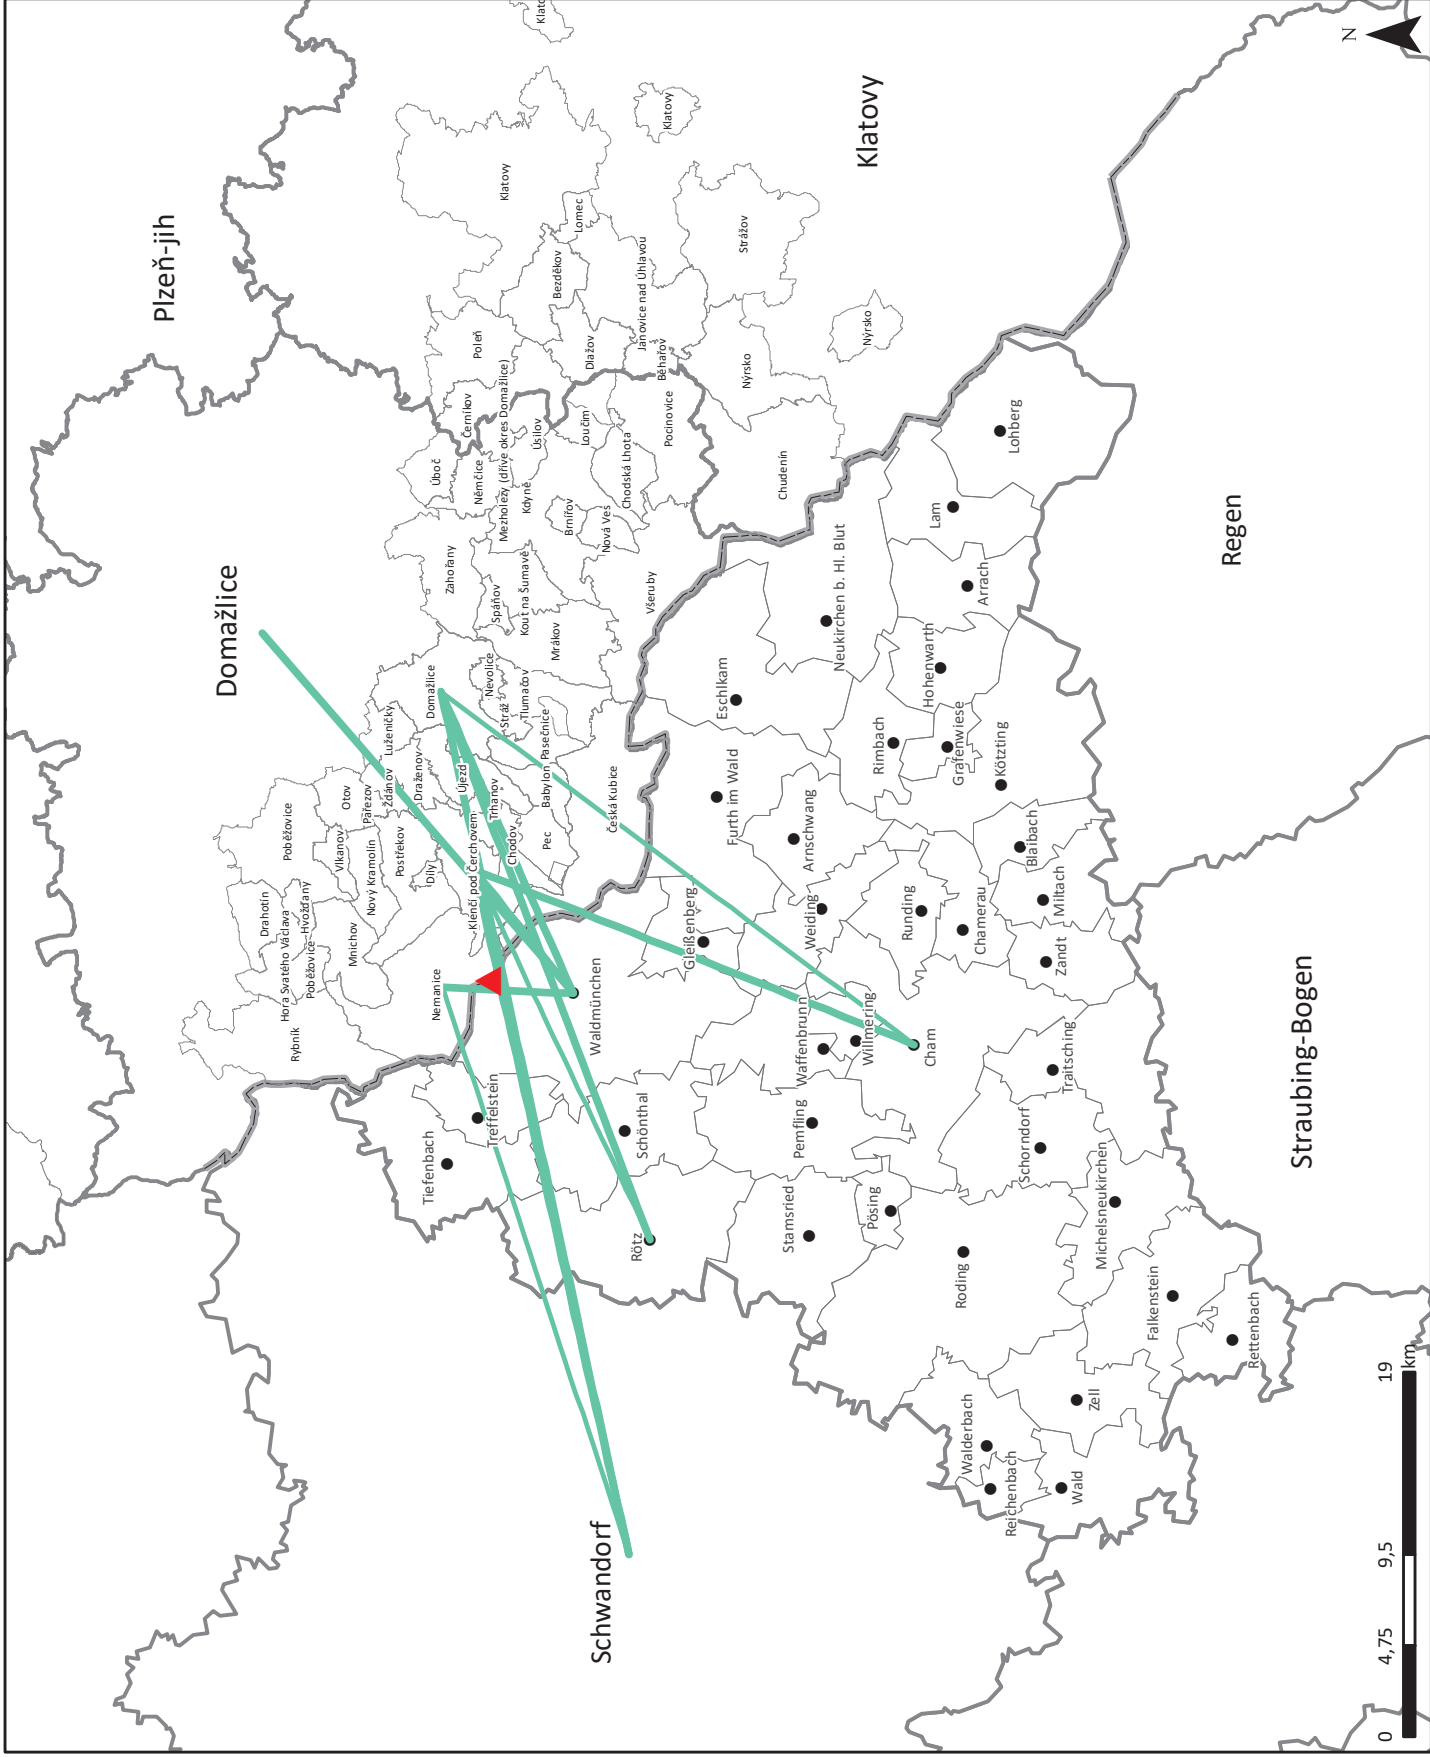 Plzeň-jih
Domažlice
Klatovy
Schwandorf
Regen
Straubing-Bogen
N
Klatovy
Klatovy
Lomec
Bezděkov
Strážov
Janovice nad Úhlavou
Dlažov
Běhařov
Poleň
Nýrsko
Nýrsko
Černíkov
Mezholezy (dříve okres Domažlice)
Úsilov
Loučim
Pocinovice
Úboč
Němčice
Kdyně
Chodská Lhota
Chudenín
Brnířov
Nová Ves
Zahořany
Spáňov
Kout na Šumavě
Všeruby
Mrákov
Domažlice
Nevolice
Stráž
Tlumačov
Pasečnice
Luženičky
Ždánov
Draženov
Újezd
Trhanov
Babylon
Česká Kubice
Otov
Pařezov
Poběžovice
Vlkanov
Nový Kramolín
Postřekov
Díly
Klenčí pod Čerchovem
Chodov
Pec
Drahotín
Hvožďany
Hora Svatého Václava
Poběžovice
Mnichov
Nemanice
Rybník
Waldmünchen
Gleißenberg
Furth im Wald
Eschlkam
Neukirchen b. Hl. Blut
Lohberg
Lam
Arrach
Hohenwarth
Grafenwiese
Rimbach
Kötzting
Arnschwang
Weiding
Runding
Chamerau
Blaibach
Miltach
Zandt
Waffenbrunn
Willmering
Cham
Traitsching
Schorndorf
Michelsneukirchen
Pemfling
Schönthal
Treffelstein
Tiefenbach
Rötz
Stamsried
Pösing
Roding
Falkenstein
Rettenbach
Zell
Walderbach
Reichenbach
Wald
0 4,75 9,5 19
km